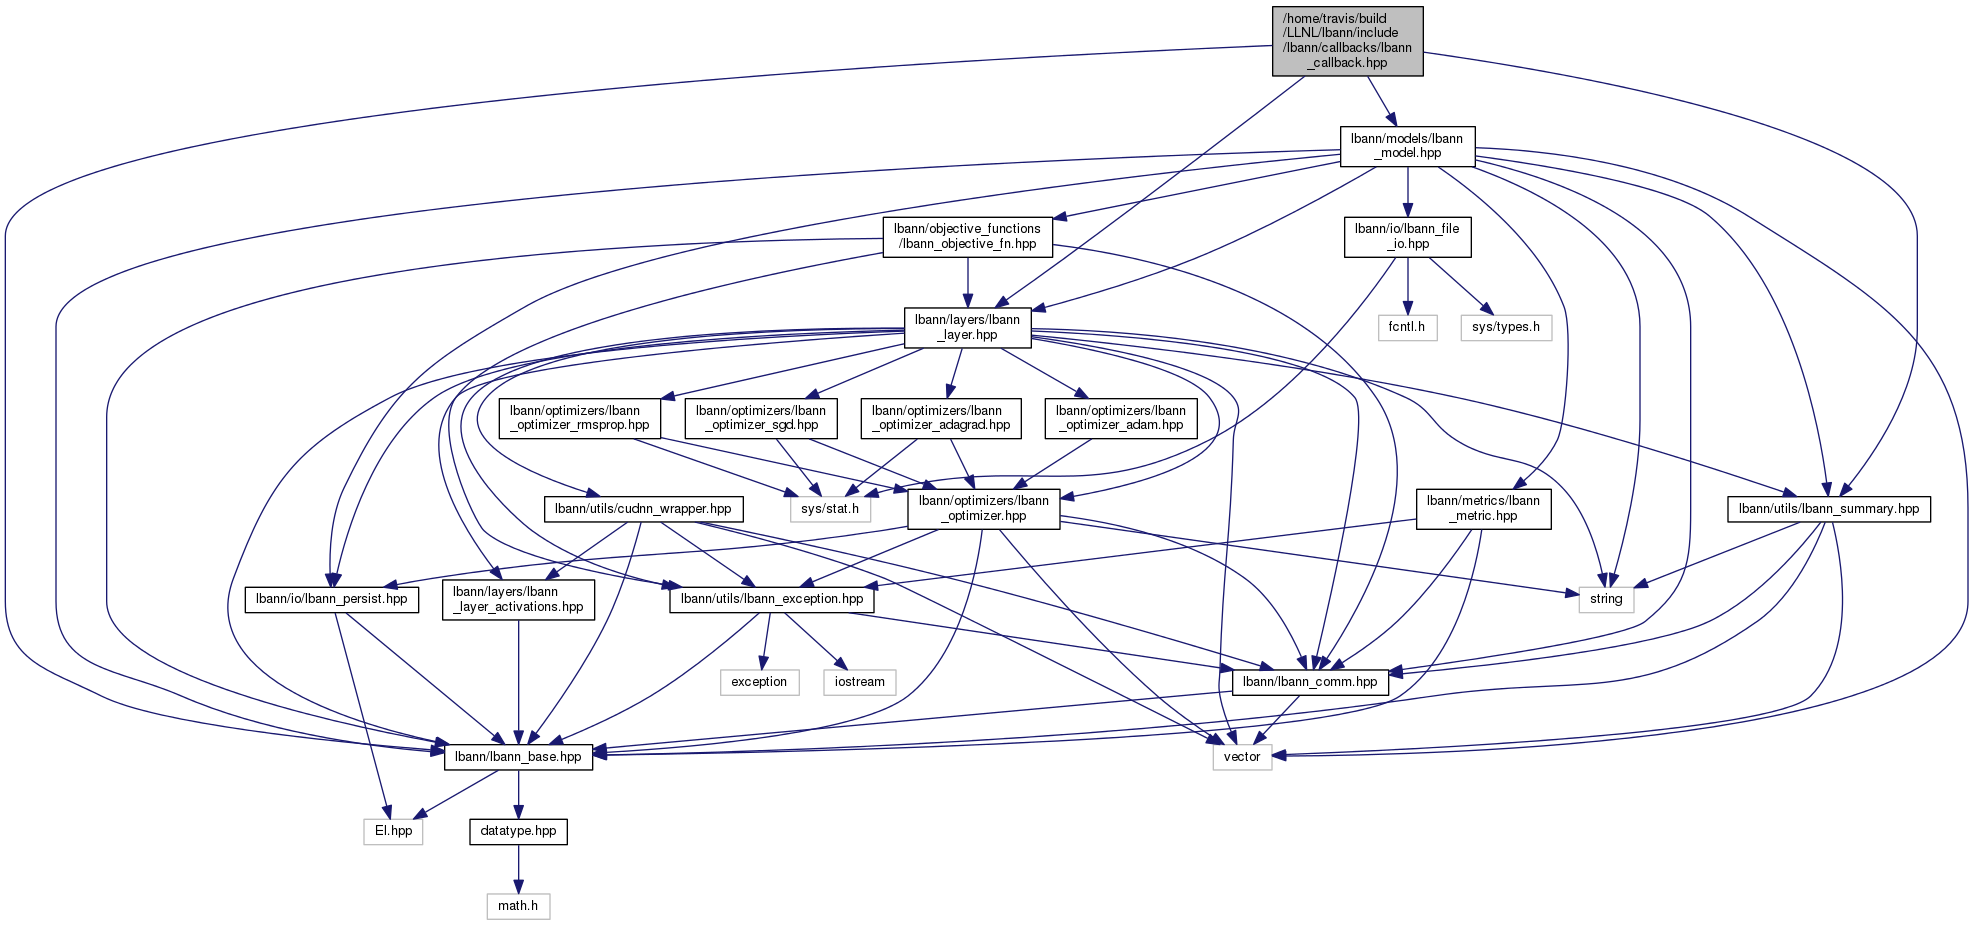 /home/travis/build
/LLNL/lbann/include
/lbann/callbacks/lbann
_callback.hpp
lbann/models/lbann
_model.hpp
lbann/objective_functions
/lbann_objective_fn.hpp
lbann/io/lbann_file
_io.hpp
lbann/layers/lbann
_layer.hpp
fcntl.h
sys/types.h
lbann/optimizers/lbann
_optimizer_rmsprop.hpp
lbann/optimizers/lbann
_optimizer_sgd.hpp
lbann/optimizers/lbann
_optimizer_adagrad.hpp
lbann/optimizers/lbann
_optimizer_adam.hpp
lbann/utils/cudnn_wrapper.hpp
sys/stat.h
lbann/optimizers/lbann
_optimizer.hpp
lbann/metrics/lbann
_metric.hpp
lbann/utils/lbann_summary.hpp
lbann/io/lbann_persist.hpp
lbann/layers/lbann
_layer_activations.hpp
lbann/utils/lbann_exception.hpp
string
exception
iostream
lbann/lbann_comm.hpp
lbann/lbann_base.hpp
vector
El.hpp
datatype.hpp
math.h